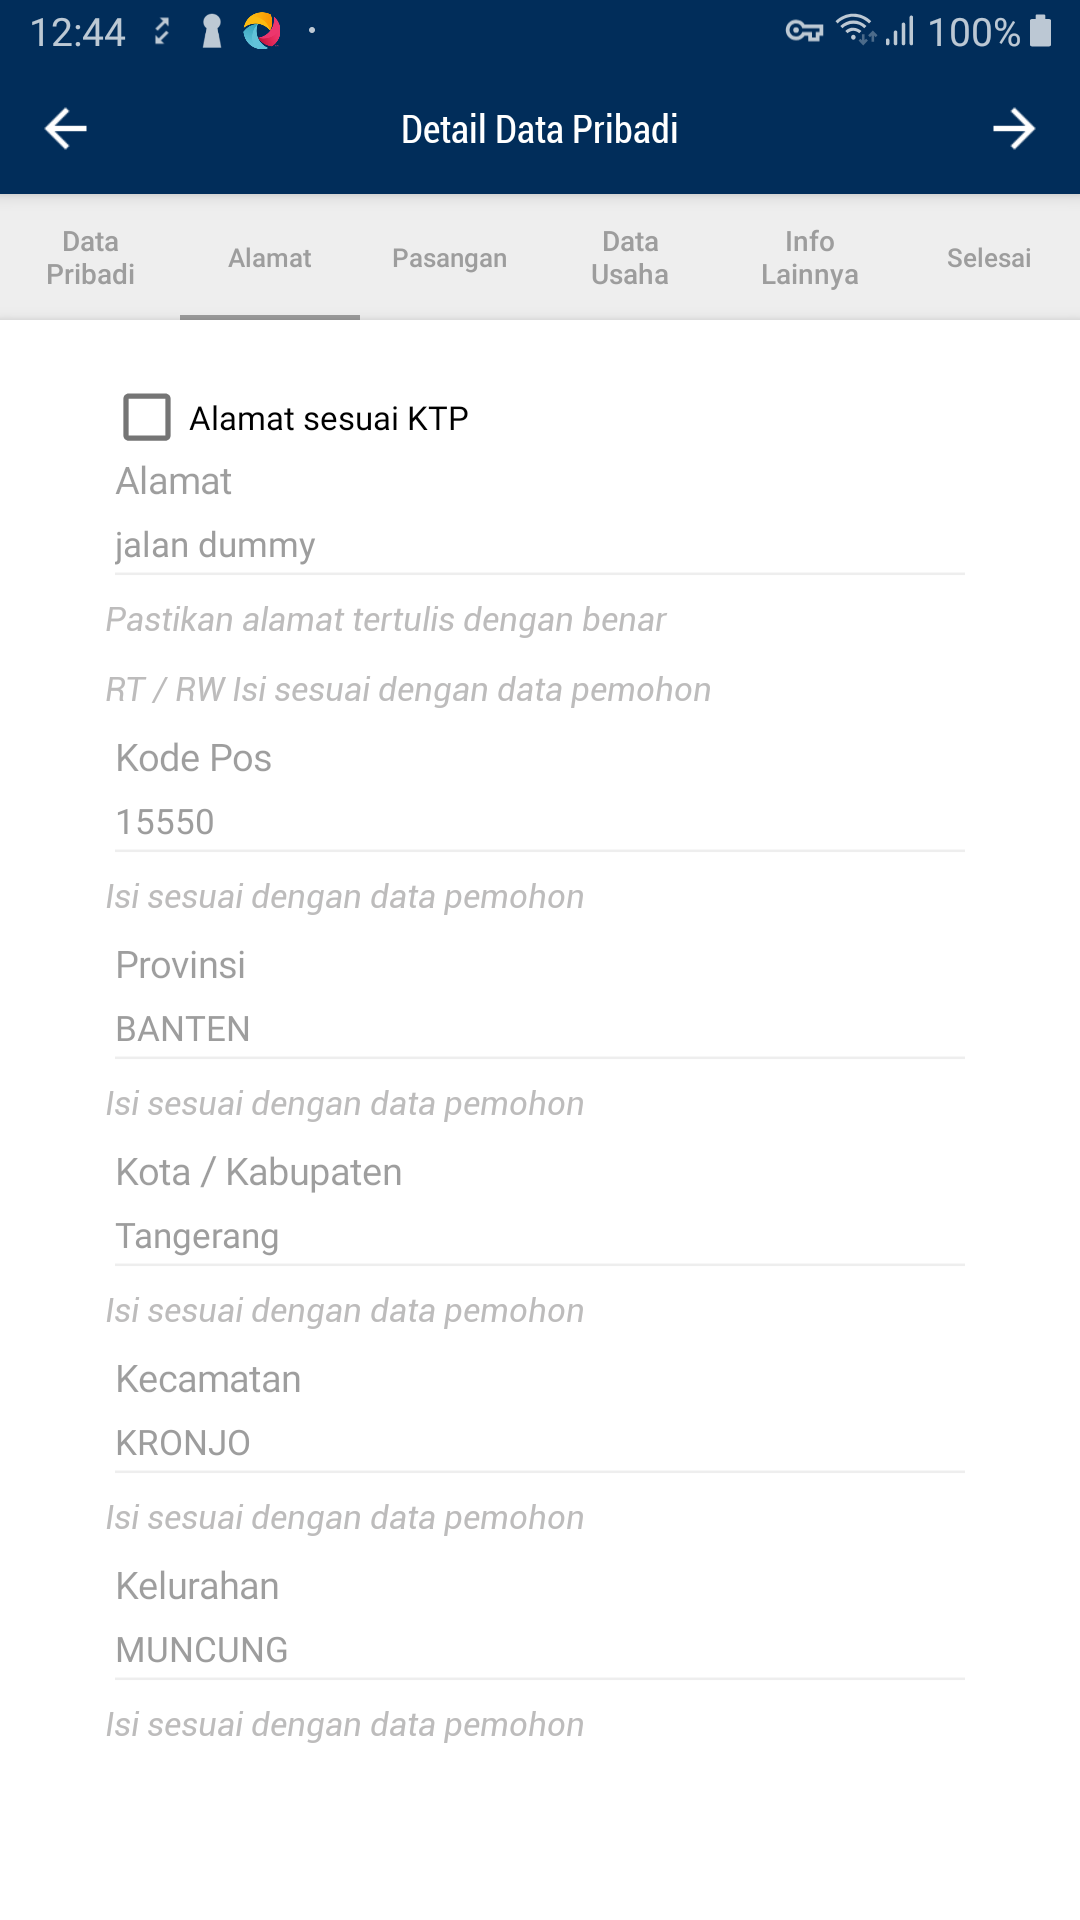 12:44
100%
Detail Data Pribadi
Data Pribadi
Alamat
Pasangan
Data Usaha
Info Lainnya
Selesai
Alamat sesuai KTP
Alamat
jalan dummy
Pastikan alamat tertulis dengan benar
RT / RW Isi sesuai dengan data pemohon
Kode Pos
15550
Isi sesuai dengan data pemohon
Provinsi
BANTEN
Isi sesuai dengan data pemohon
Kota / Kabupaten
Tangerang
Isi sesuai dengan data pemohon
Kecamatan
KRONJO
Isi sesuai dengan data pemohon
Kelurahan
MUNCUNG
Isi sesuai dengan data pemohon